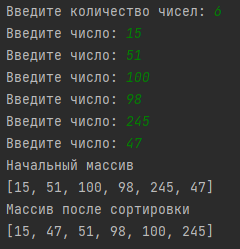 Введите количество чисел: 6
Введите число: 15
Введите число: 51
Введите число: 100
Введите число: 98
Введите число: 245
Введите число: 47
Начальный массив
[15, 51, 100, 98, 245, 47]
Массив после сортировки
[15, 47, 51, 98, 100, 245]